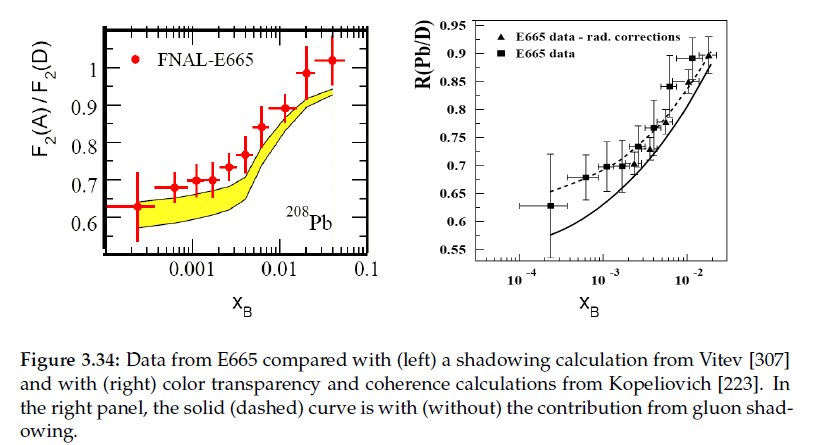 FNAL-E665
F₂(A) / F₂(D)
1
0.9
0.8
0.7
0.6
²⁰⁸Pb
0.001 0.01 0.1
x_B
R(Pb/D)
0.95
0.9
0.85
0.8
0.75
0.7
0.65
0.6
0.55
E665 data - rad. corrections
E665 data
10⁻⁴ 10⁻³ 10⁻²
x_B
Figure 3.34: Data from E665 compared with (left) a shadowing calculation from Vitev [307]
and with (right) color transparency and coherence calculations from Kopeliovich [223]. In
the right panel, the solid (dashed) curve is with (without) the contribution from gluon shad-
owing.